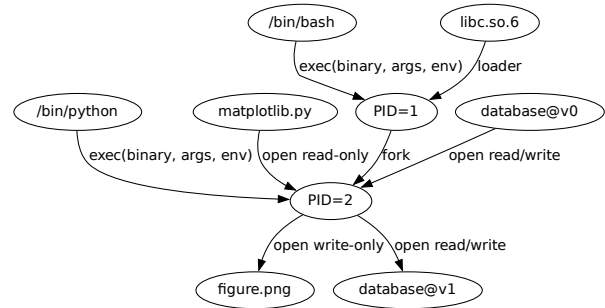 /bin/bash
libc.so.6
exec(binary, args, env)
loader
/bin/python
matplotlib.py
PID=1
database@v0
exec(binary, args, env)
open read-only
fork
open read/write
PID=2
open write-only
open read/write
figure.png
database@v1